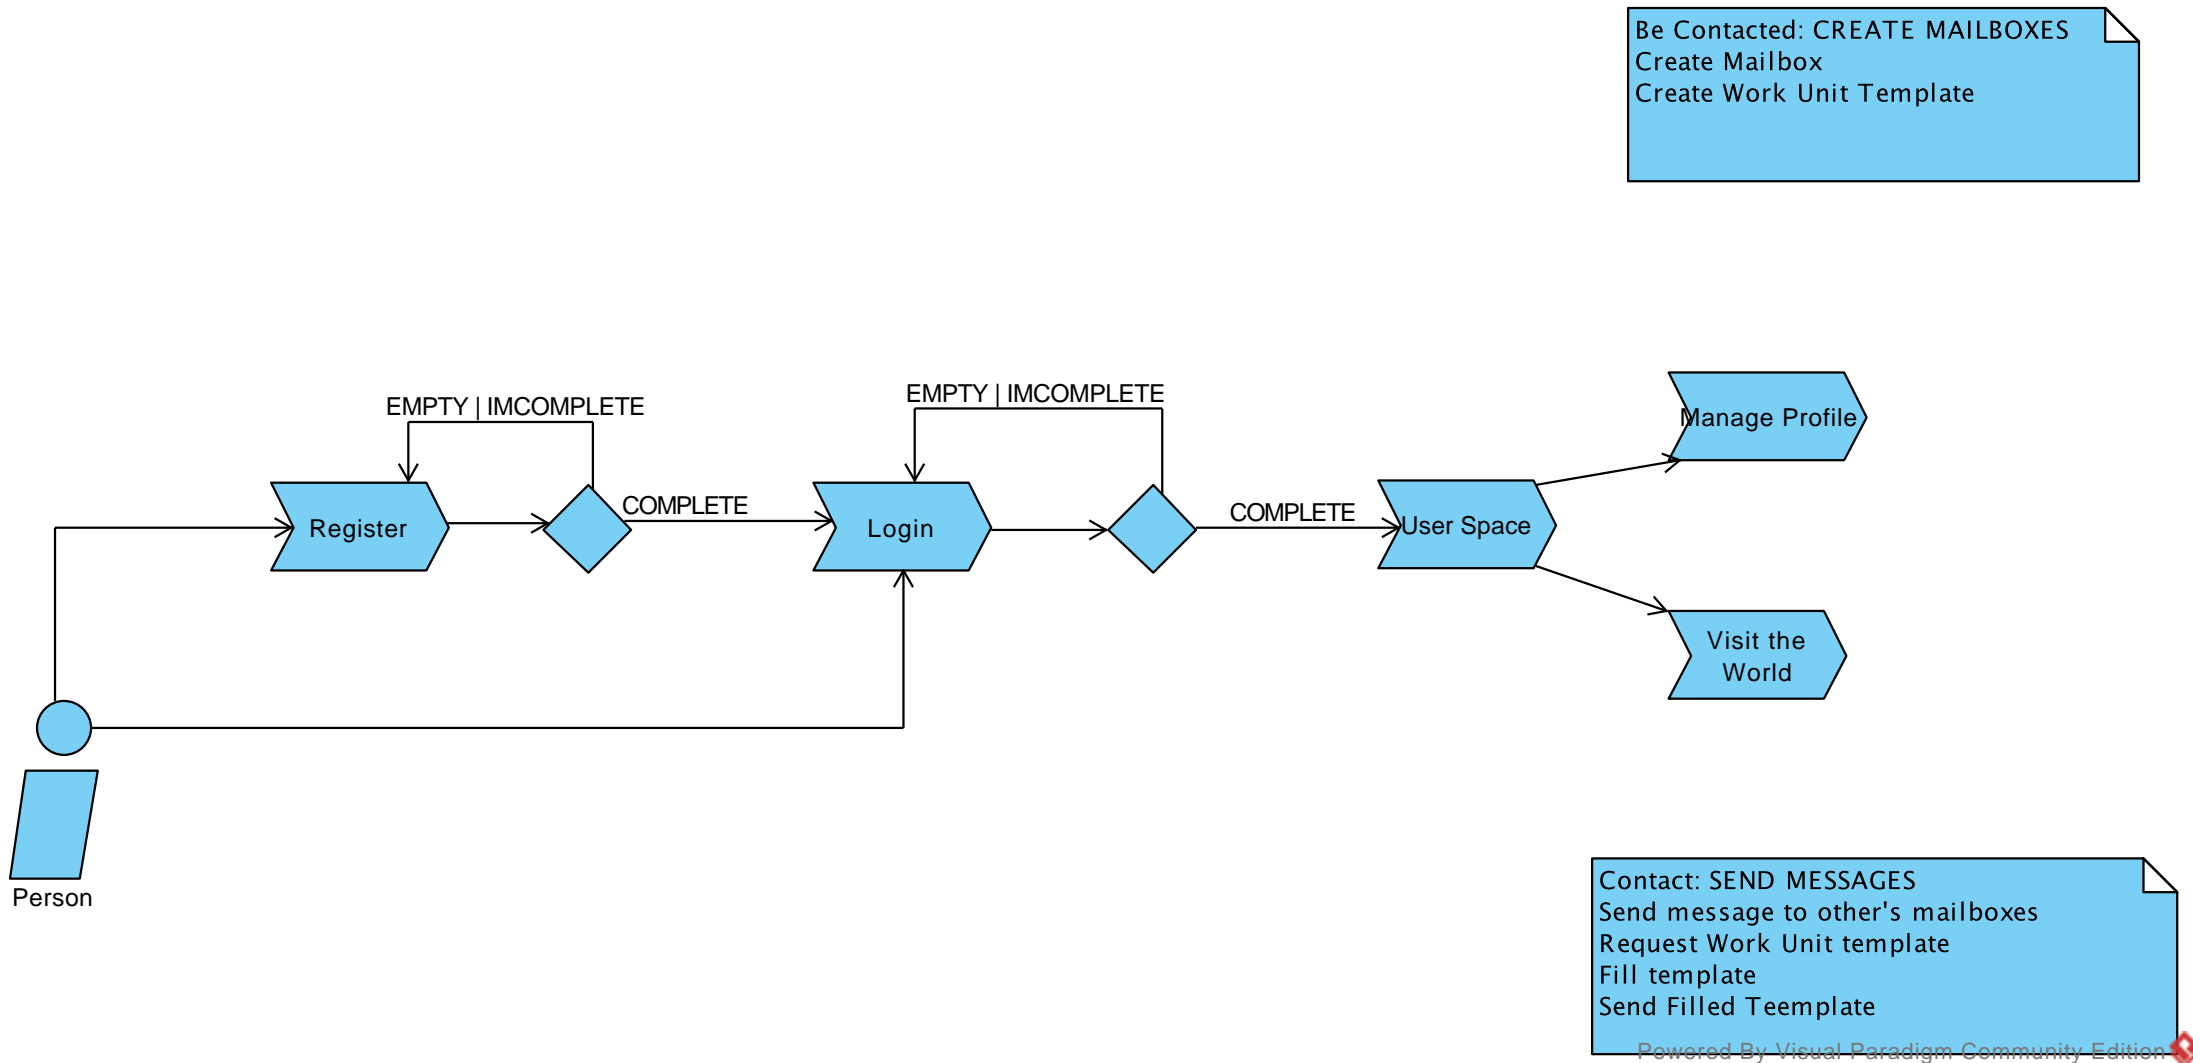 Be Contacted: CREATE MAILBOXES
Create Mailbox
Create Work Unit Template
EMPTY | IMCOMPLETE
EMPTY | IMCOMPLETE
Manage Profile
COMPLETE
COMPLETE
Register
Login
User Space
Visit the
World
Person
Contact: SEND MESSAGES
Send message to other's mailboxes
Request Work Unit template
Fill template
Send Filled Teemplate
Powered By Visual Paradigm Community Edition